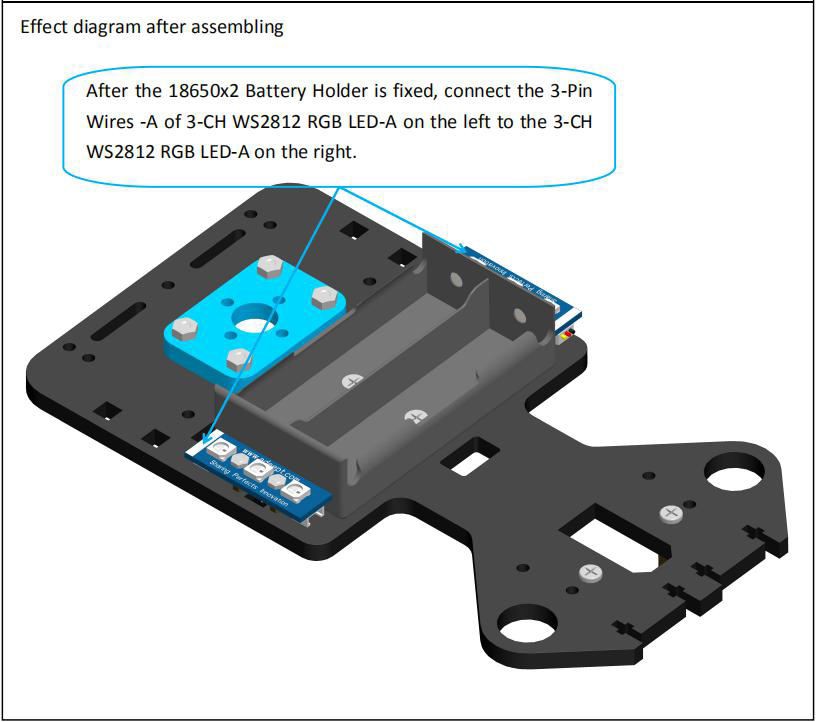 Effect diagram after assembling
After the 18650x2 Battery Holder is fixed, connect the 3-Pin
Wires -A of 3-CH WS2812 RGB LED-A on the left to the 3-CH
WS2812 RGB LED-A on the right.
Sharing Perfects Innovation
Sharing Perfects Innovation